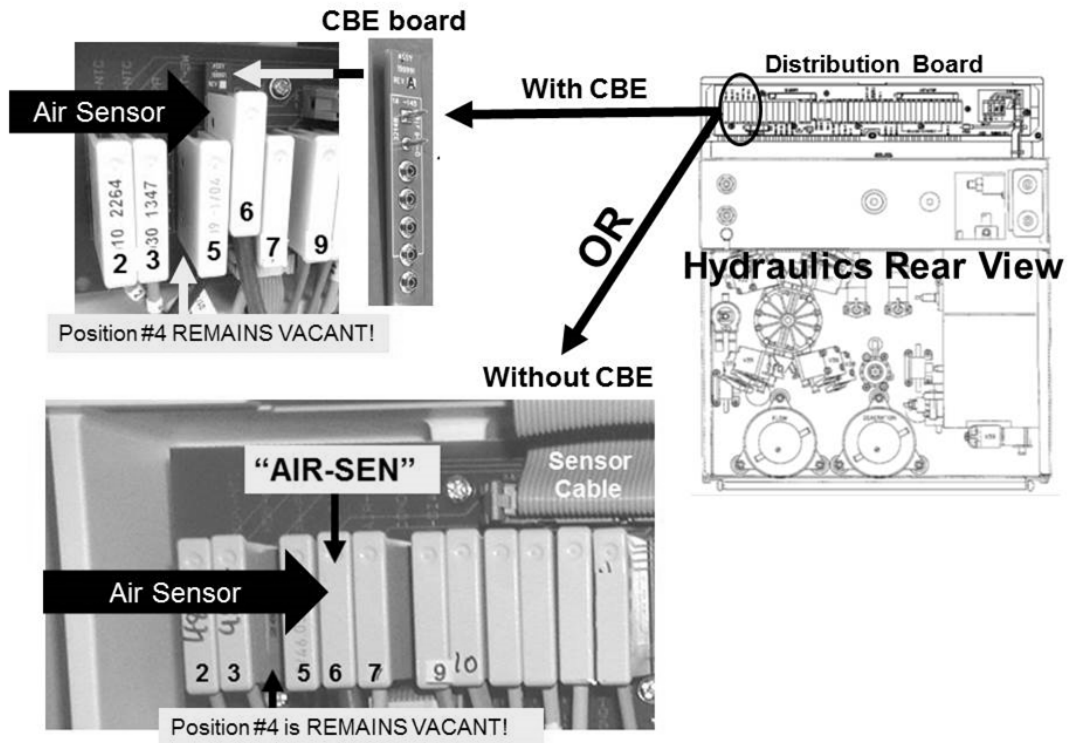 CBE board
Air Sensor
2264
1347
2
3
5
6
7
9
Position #4 REMAINS VACANT!
With CBE
OR
Without CBE
Distribution Board
Hydraulics Rear View
“AIR-SEN”
Sensor
Cable
Air Sensor
2
3
5
6
7
9
10
Position #4 is REMAINS VACANT!